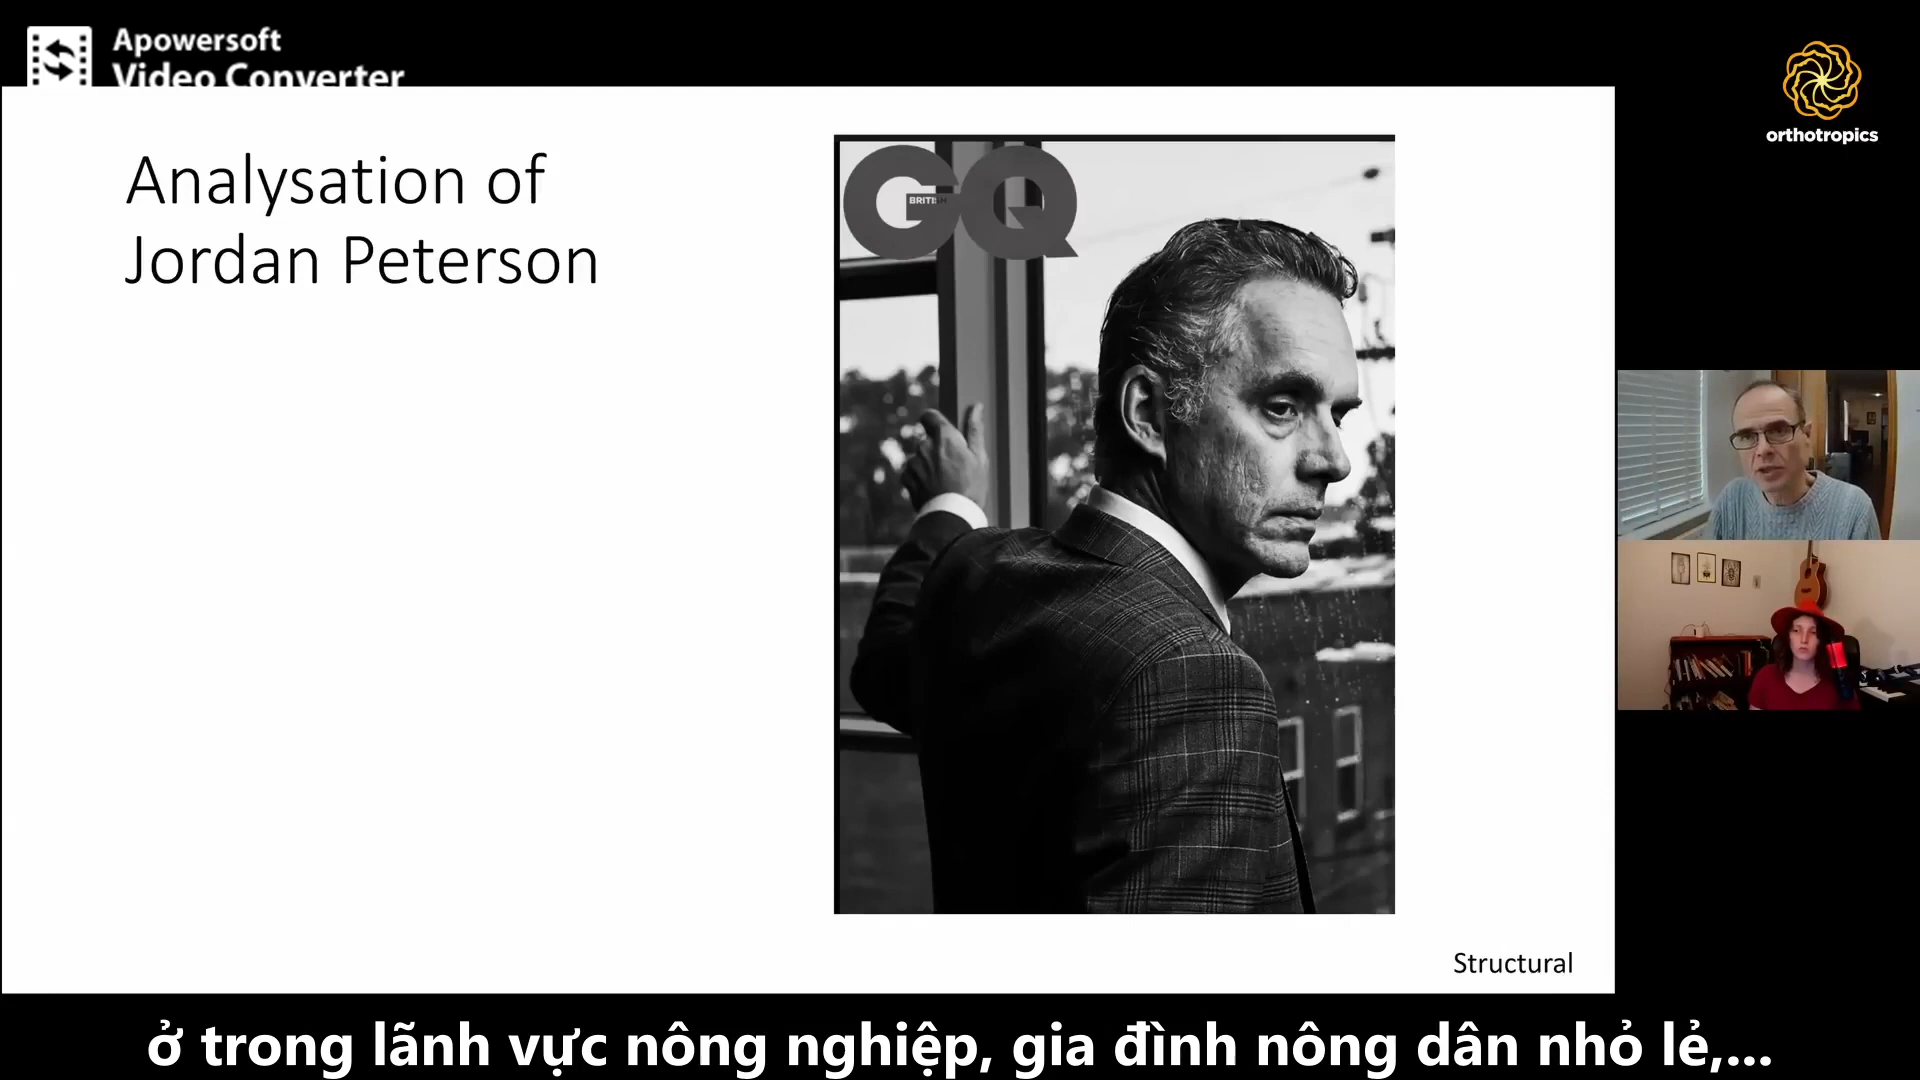 Apowersoft
Video Converter
orthotropics
Analysation of
Jordan Peterson
GQ
BRITISH
Structural
ở trong lãnh vực nông nghiệp, gia đình nông dân nhỏ lẻ,...